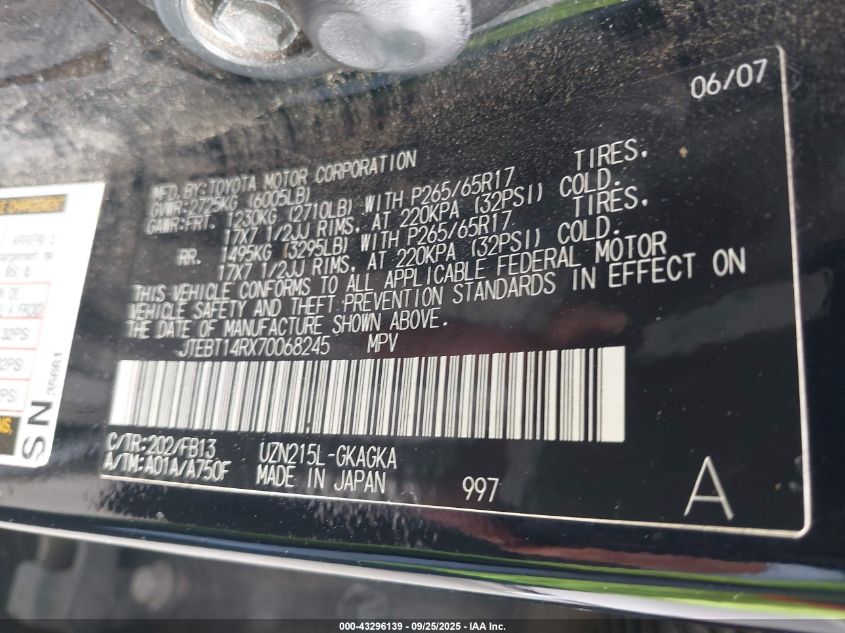 06/07
MFD.BY:TOYOTA MOTOR CORPORATION
GVWR:2725KG (6005LB)
GAWR:FRT. 1230KG (2710LB) WITH P265/65R17 TIRES,
17X7 1/2JJ RIMS, AT 220KPA (32PSI) COLD.
RR. 1495KG (3295LB) WITH P265/65R17 TIRES,
17X7 1/2JJ RIMS, AT 220KPA (32PSI) COLD.
THIS VEHICLE CONFORMS TO ALL APPLICABLE FEDERAL MOTOR
VEHICLE SAFETY AND THEFT PREVENTION STANDARDS IN EFFECT ON
THE DATE OF MANUFACTURE SHOWN ABOVE.
JTEBT14RX70068245 MPV
C/TR:202/FB13 UZN215L-GKAGKA
A/TM:A01A/A750F MADE IN JAPAN 997 A
DE
À FROID
32PSI
SN
000-43296139 - 09/25/2025 - IAA Inc.